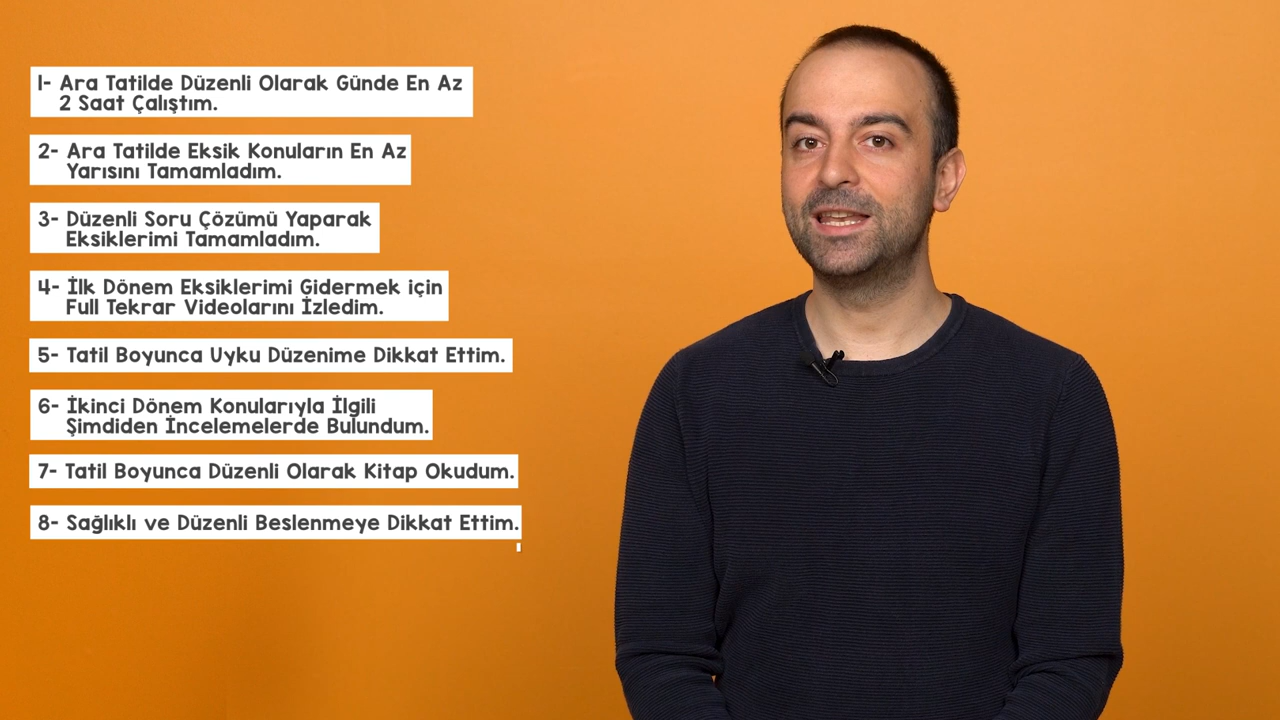 1- Ara Tatilde Düzenli Olarak Günde En Az
2 Saat Çalıştım.
2- Ara Tatilde Eksik Konuların En Az
Yarısını Tamamladım.
3- Düzenli Soru Çözümü Yaparak
Eksiklerimi Tamamladım.
4- İlk Dönem Eksiklerimi Gidermek için
Full Tekrar Videolarını İzledim.
5- Tatil Boyunca Uyku Düzenime Dikkat Ettim.
6- İkinci Dönem Konularıyla İlgili
Şimdiden İncelemelerde Bulundum.
7- Tatil Boyunca Düzenli Olarak Kitap Okudum.
8- Sağlıklı ve Düzenli Beslenmeye Dikkat Ettim.